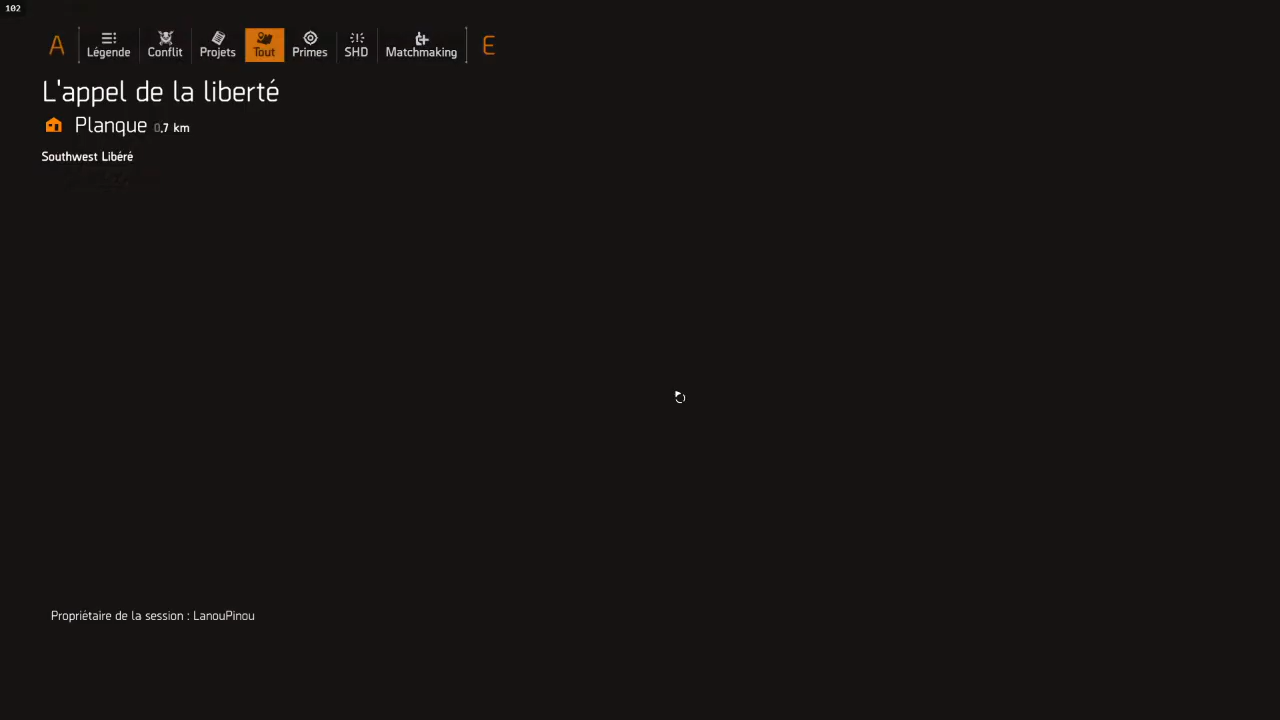 102
A Légende Conflit Projets Tout Primes SHD Matchmaking E
L'appel de la liberté
Planque 0.7 km
Southwest Libéré
Propriétaire de la session : LanouPinou